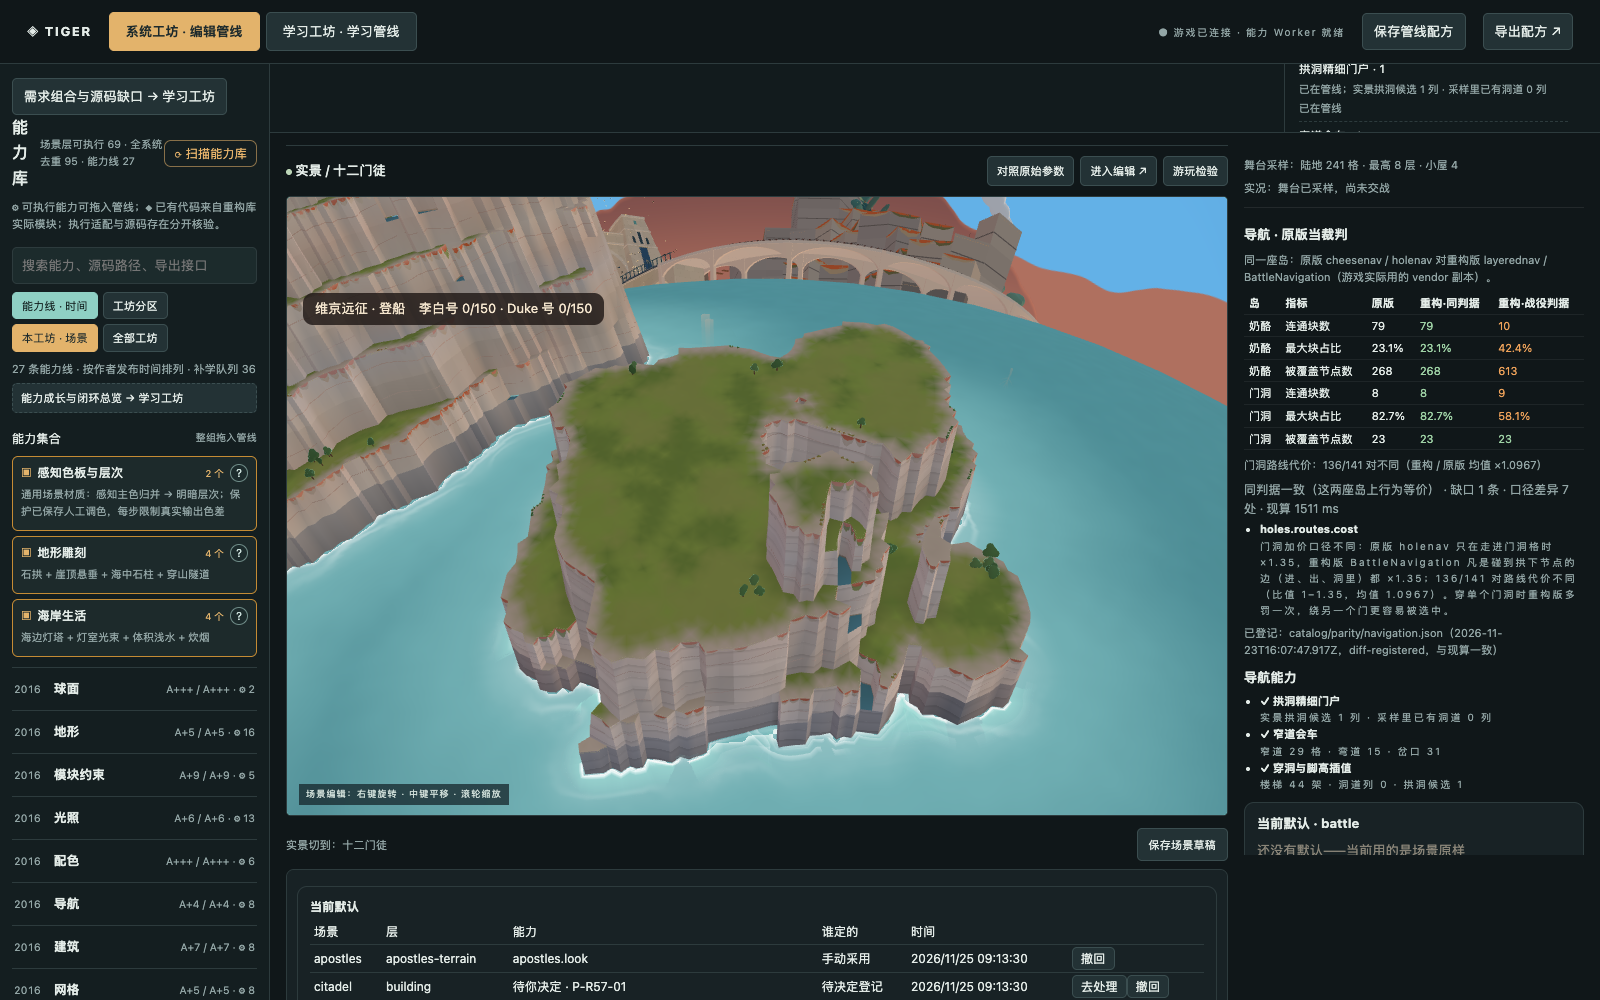 ◈ TIGER
系统工坊 · 编辑管线
学习工坊 · 学习管线
游戏已连接 · 能力 Worker 就绪
保存管线配方
导出配方 ↗
需求组合与源码缺口 → 学习工坊
能力库
场景层可执行 69 · 全系统去重 95 · 能力线 27
⟳ 扫描能力库
⚙ 可执行能力可拖入管线；◆ 已有代码来自重构库
实际模块；执行适配与源码存在分开核验。
搜索能力、源码路径、导出接口
能力线 · 时间
工坊分区
本工坊 · 场景
全部工坊
27 条能力线 · 按作者发布时间排列 · 补学队列 36
能力成长与闭环总览 → 学习工坊
能力集合
整组拖入管线
▣ 感知色板与层次
2 个
?
通用场景材质：感知主色归并 → 明暗层次；保
护已保存人工调色，每步限制真实输出色差
▣ 地形雕刻
4 个
?
石拱 + 崖顶悬垂 + 海中石柱 + 穿山隧道
▣ 海岸生活
4 个
?
海边灯塔 + 灯室光束 + 体积浅水 + 炊烟
2016 球面 A+++ / A+++ · ⚙ 2
2016 地形 A+5 / A+5 · ⚙ 16
2016 模块约束 A+9 / A+9 · ⚙ 5
2016 光照 A+6 / A+6 · ⚙ 13
2016 配色 A+++ / A+++ · ⚙ 6
2016 导航 A+4 / A+4 · ⚙ 8
2016 建筑 A+7 / A+7 · ⚙ 8
2016 网格 A+5 / A+5 · ⚙ 8
实景 / 十二门徒
对照原始参数
进入编辑 ↗
游玩检验
维京远征 · 登船 李白号 0/150 · Duke 号 0/150
场景编辑：右键旋转 · 中键平移 · 滚轮缩放
实景切到：十二门徒
保存场景草稿
当前默认
场景 层 能力 谁定的 时间
apostles apostles-terrain apostles.look 手动采用 2026/11/25 09:13:30 撤回
citadel building 待你决定 · P-R57-01 待决定登记 2026/11/25 09:13:30 去处理 撤回
拱洞精细门户 · 1
已在管线；实景拱洞候选 1 列 · 采样里已有洞道 0 列
已在管线
舞台采样：陆地 241 格 · 最高 8 层 · 小屋 4
实况：舞台已采样，尚未交战
导航 · 原版当裁判
同一座岛：原版 cheesenav / holenav 对重构版 layerednav /
BattleNavigation（游戏实际用的 vendor 副本）。
岛 指标 原版 重构·同判据 重构·战役判据
奶酪 连通块数 79 79 10
奶酪 最大块占比 23.1% 23.1% 42.4%
奶酪 被覆盖节点数 268 268 613
门洞 连通块数 8 8 9
门洞 最大块占比 82.7% 82.7% 58.1%
门洞 被覆盖节点数 23 23 23
门洞路线代价：136/141 对不同（重构 / 原版 均值 ×1.0967）
同判据一致（这两座岛上行为等价） · 缺口 1 条 · 口径差异 7
处 · 现算 1511 ms
holes.routes.cost
门洞加价口径不同：原版 holenav 只在走进门洞格时
×1.35，重构版 BattleNavigation 凡是碰到拱下节点的
边（进、出、洞里）都 ×1.35；136/141 对路线代价不同
（比值 1–1.35，均值 1.0967）。穿单个门洞时重构版多
罚一次，绕另一个门更容易被选中。
已登记：catalog/parity/navigation.json（2026-11-
23T16:07:47.917Z，diff-registered，与现算一致）
导航能力
✓ 拱洞精细门户
实景拱洞候选 1 列 · 采样里已有洞道 0 列
✓ 窄道会车
窄道 29 格 · 弯道 15 · 岔口 31
✓ 穿洞与脚高插值
楼梯 44 架 · 洞道列 0 · 拱洞候选 1
当前默认 · battle
还没有默认——当前用的是场景原样